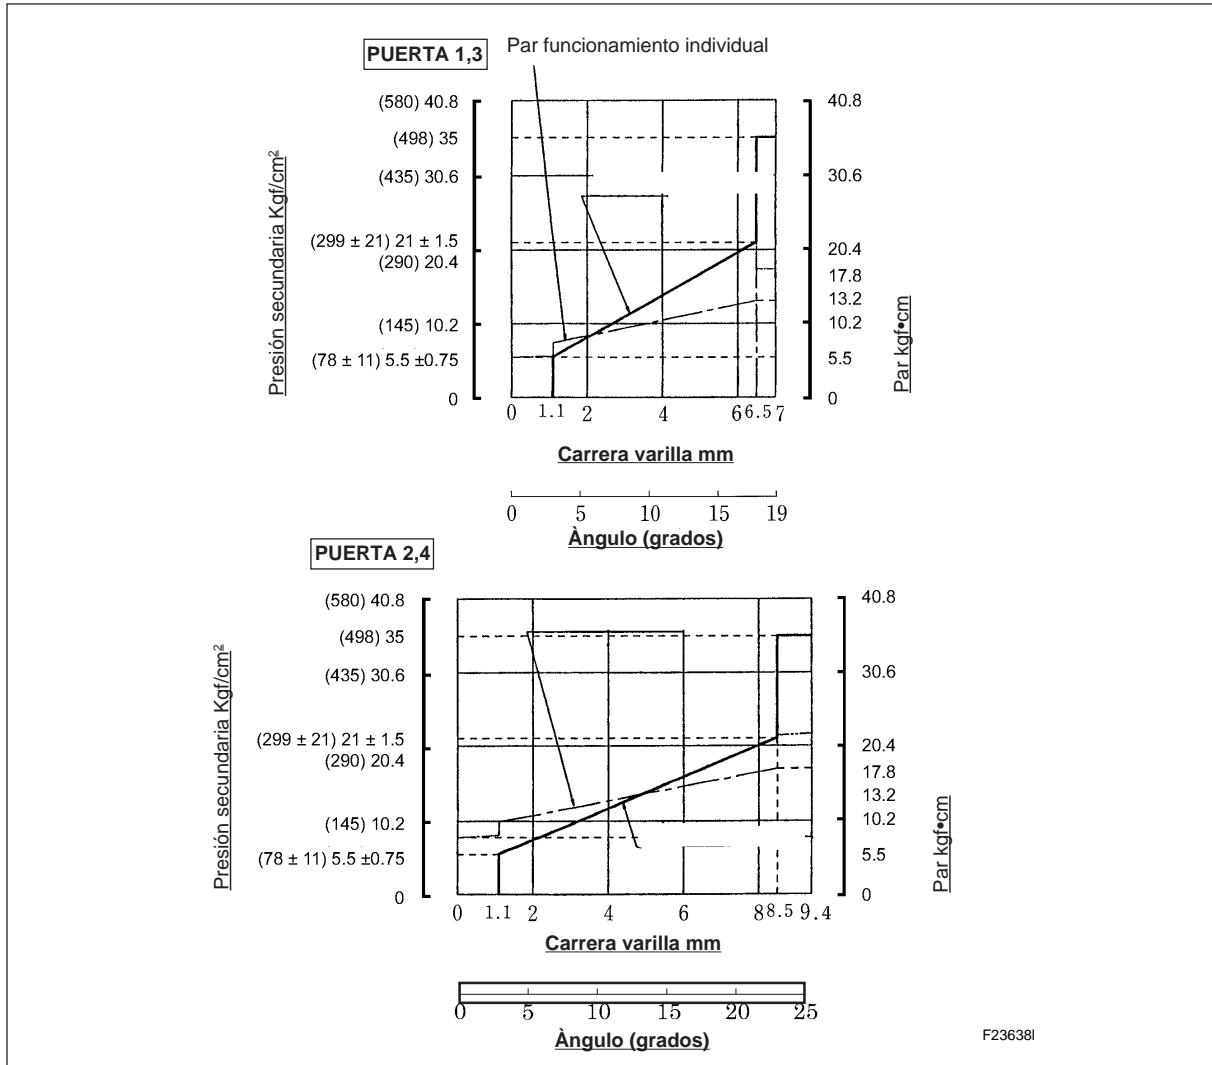 PUERTA 1,3
Par funcionamiento individual
(580) 40.8
(498) 35
(435) 30.6
(299 ± 21) 21 ± 1.5
(290) 20.4
(145) 10.2
(78 ± 11) 5.5 ±0.75
0
Presión secundaria Kgf/cm²
40.8
30.6
20.4
17.8
13.2
10.2
5.5
0
Par kgf•cm
0 1.1 2 4 6 6.5 7
Carrera varilla mm
0 5 10 15 19
Àngulo (grados)
PUERTA 2,4
(580) 40.8
(498) 35
(435) 30.6
(299 ± 21) 21 ± 1.5
(290) 20.4
(145) 10.2
(78 ± 11) 5.5 ±0.75
0
Presión secundaria Kgf/cm²
40.8
30.6
20.4
17.8
13.2
10.2
5.5
0
Par kgf•cm
0 1.1 2 4 6 8 8.5 9.4
Carrera varilla mm
0 5 10 15 20 25
Àngulo (grados)
F23638I